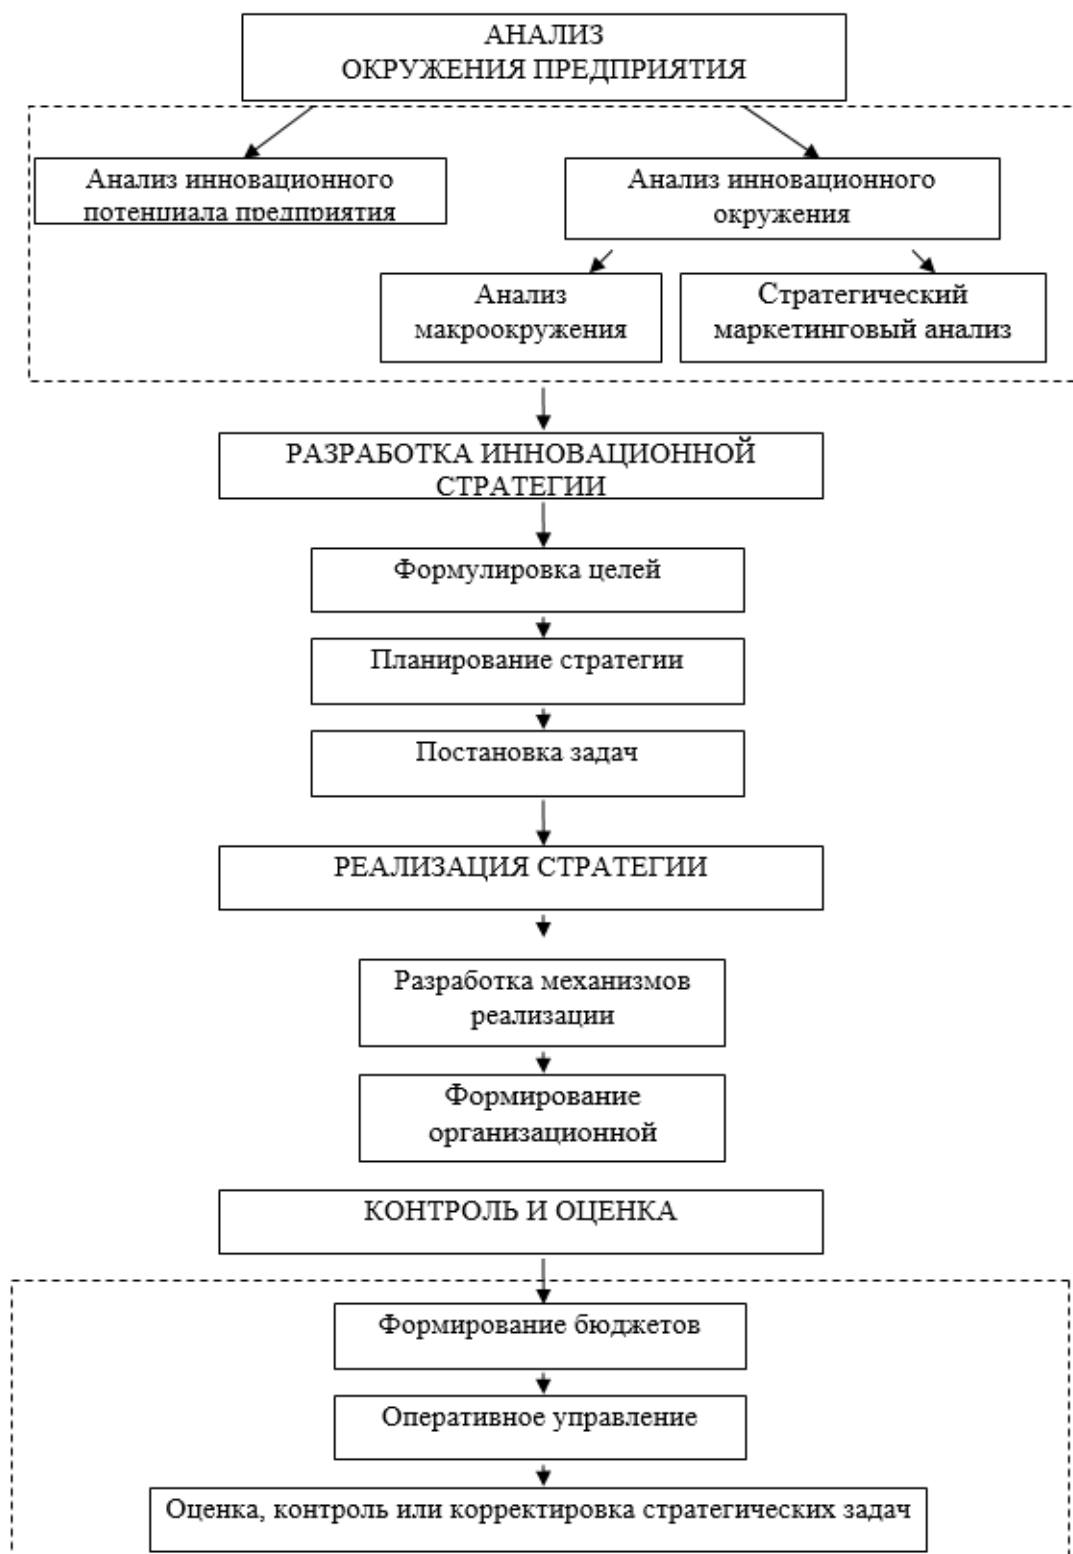 АНАЛИЗ
ОКРУЖЕНИЯ ПРЕДПРИЯТИЯ
Анализ инновационного
потенциала предприятия
Анализ инновационного
окружения
Анализ
макроокружения
Стратегический
маркетинговый анализ
РАЗРАБОТКА ИННОВАЦИОННОЙ
СТРАТЕГИИ
Формулировка целей
Планирование стратегии
Постановка задач
РЕАЛИЗАЦИЯ СТРАТЕГИИ
Разработка механизмов
реализации
Формирование
организационной
КОНТРОЛЬ И ОЦЕНКА
Формирование бюджетов
Оперативное управление
Оценка, контроль или корректировка стратегических задач